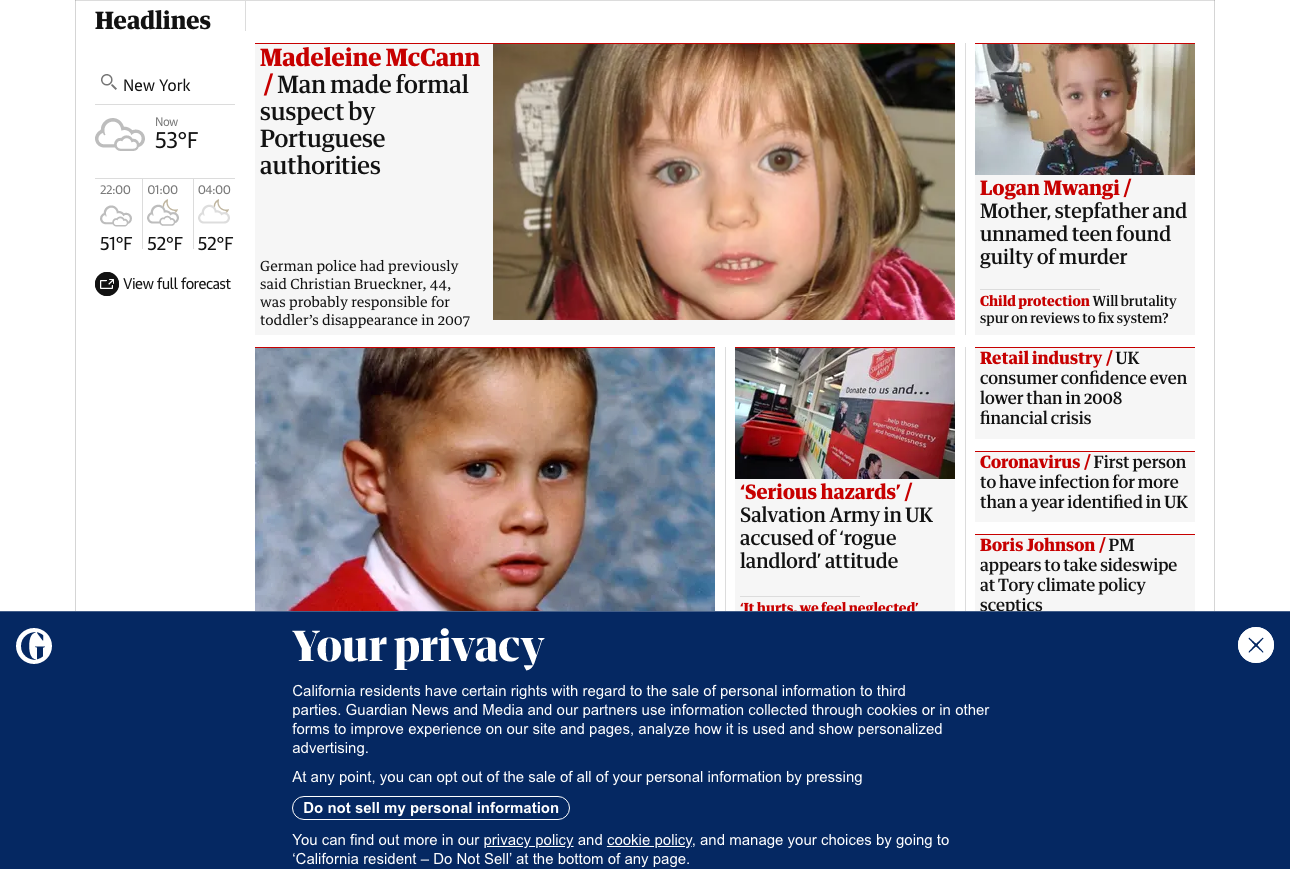 Headlines
New York
Now
53°F
22:00
01:00
04:00
51°F
52°F
52°F
View full forecast
Madeleine McCann
/ Man made formal
suspect by
Portuguese
authorities
German police had previously
said Christian Brueckner, 44,
was probably responsible for
toddler’s disappearance in 2007
Logan Mwangi /
Mother, stepfather and
unnamed teen found
guilty of murder
Child protection Will brutality
spur on reviews to fix system?
Donate to us and...
...help those
experiencing poverty
and homelessness.
‘Serious hazards’ /
Salvation Army in UK
accused of ‘rogue
landlord’ attitude
‘It hurts, we feel neglected’
Retail industry / UK
consumer confidence even
lower than in 2008
financial crisis
Coronavirus / First person
to have infection for more
than a year identified in UK
Boris Johnson / PM
appears to take sideswipe
at Tory climate policy
sceptics
G
Your privacy
California residents have certain rights with regard to the sale of personal information to third
parties. Guardian News and Media and our partners use information collected through cookies or in other
forms to improve experience on our site and pages, analyze how it is used and show personalized
advertising.
At any point, you can opt out of the sale of all of your personal information by pressing
Do not sell my personal information
You can find out more in our privacy policy and cookie policy, and manage your choices by going to
‘California resident – Do Not Sell’ at the bottom of any page.